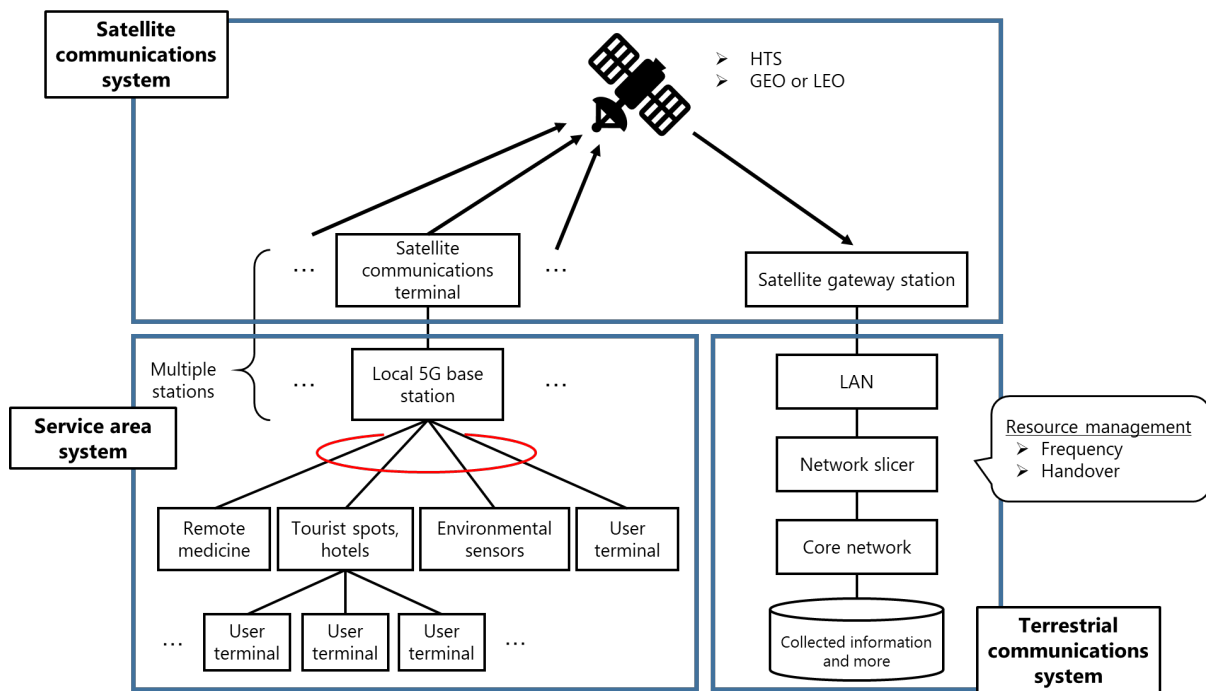 Satellite
communications
system
➢ HTS
➢ GEO or LEO
…
Satellite
communications
terminal
…
Satellite gateway station
Multiple
stations
…
Local 5G base
station
…
LAN
Service area
system
Resource management
➢ Frequency
➢ Handover
Network slicer
Remote
medicine
Tourist spots,
hotels
Environmental
sensors
User
terminal
Core network
…
User
terminal
User
terminal
User
terminal
…
Collected information
and more
Terrestrial
communications
system